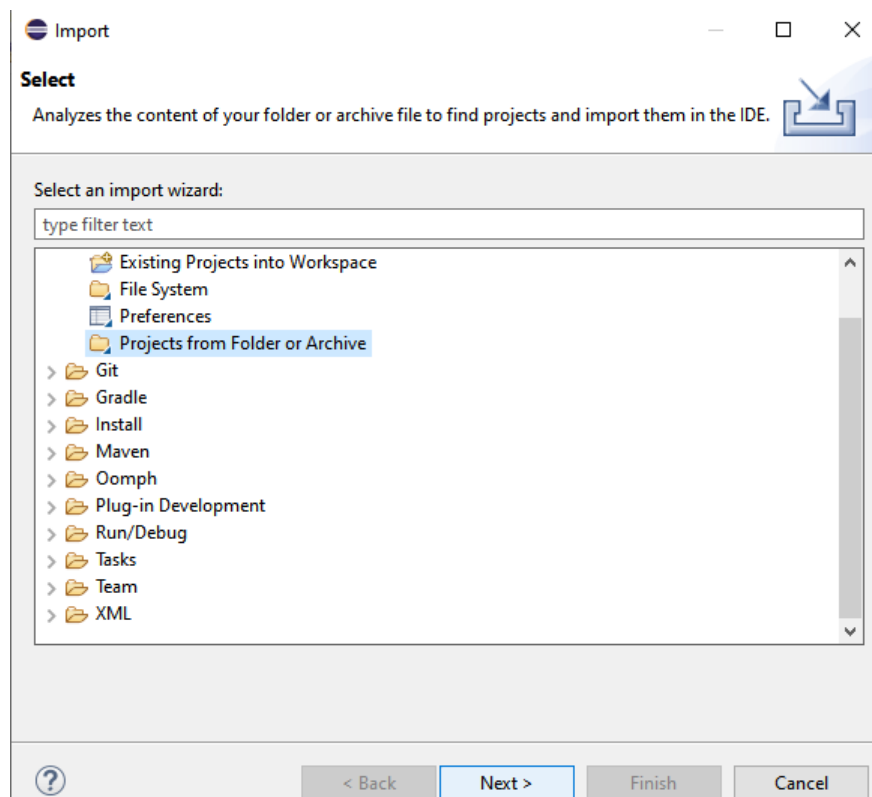 Import
Select
Analyzes the content of your folder or archive file to find projects and import them in the IDE.
Select an import wizard:
type filter text
Existing Projects into Workspace
File System
Preferences
Projects from Folder or Archive
Git
Gradle
Install
Maven
Oomph
Plug-in Development
Run/Debug
Tasks
Team
XML
?
< Back Next > Finish Cancel